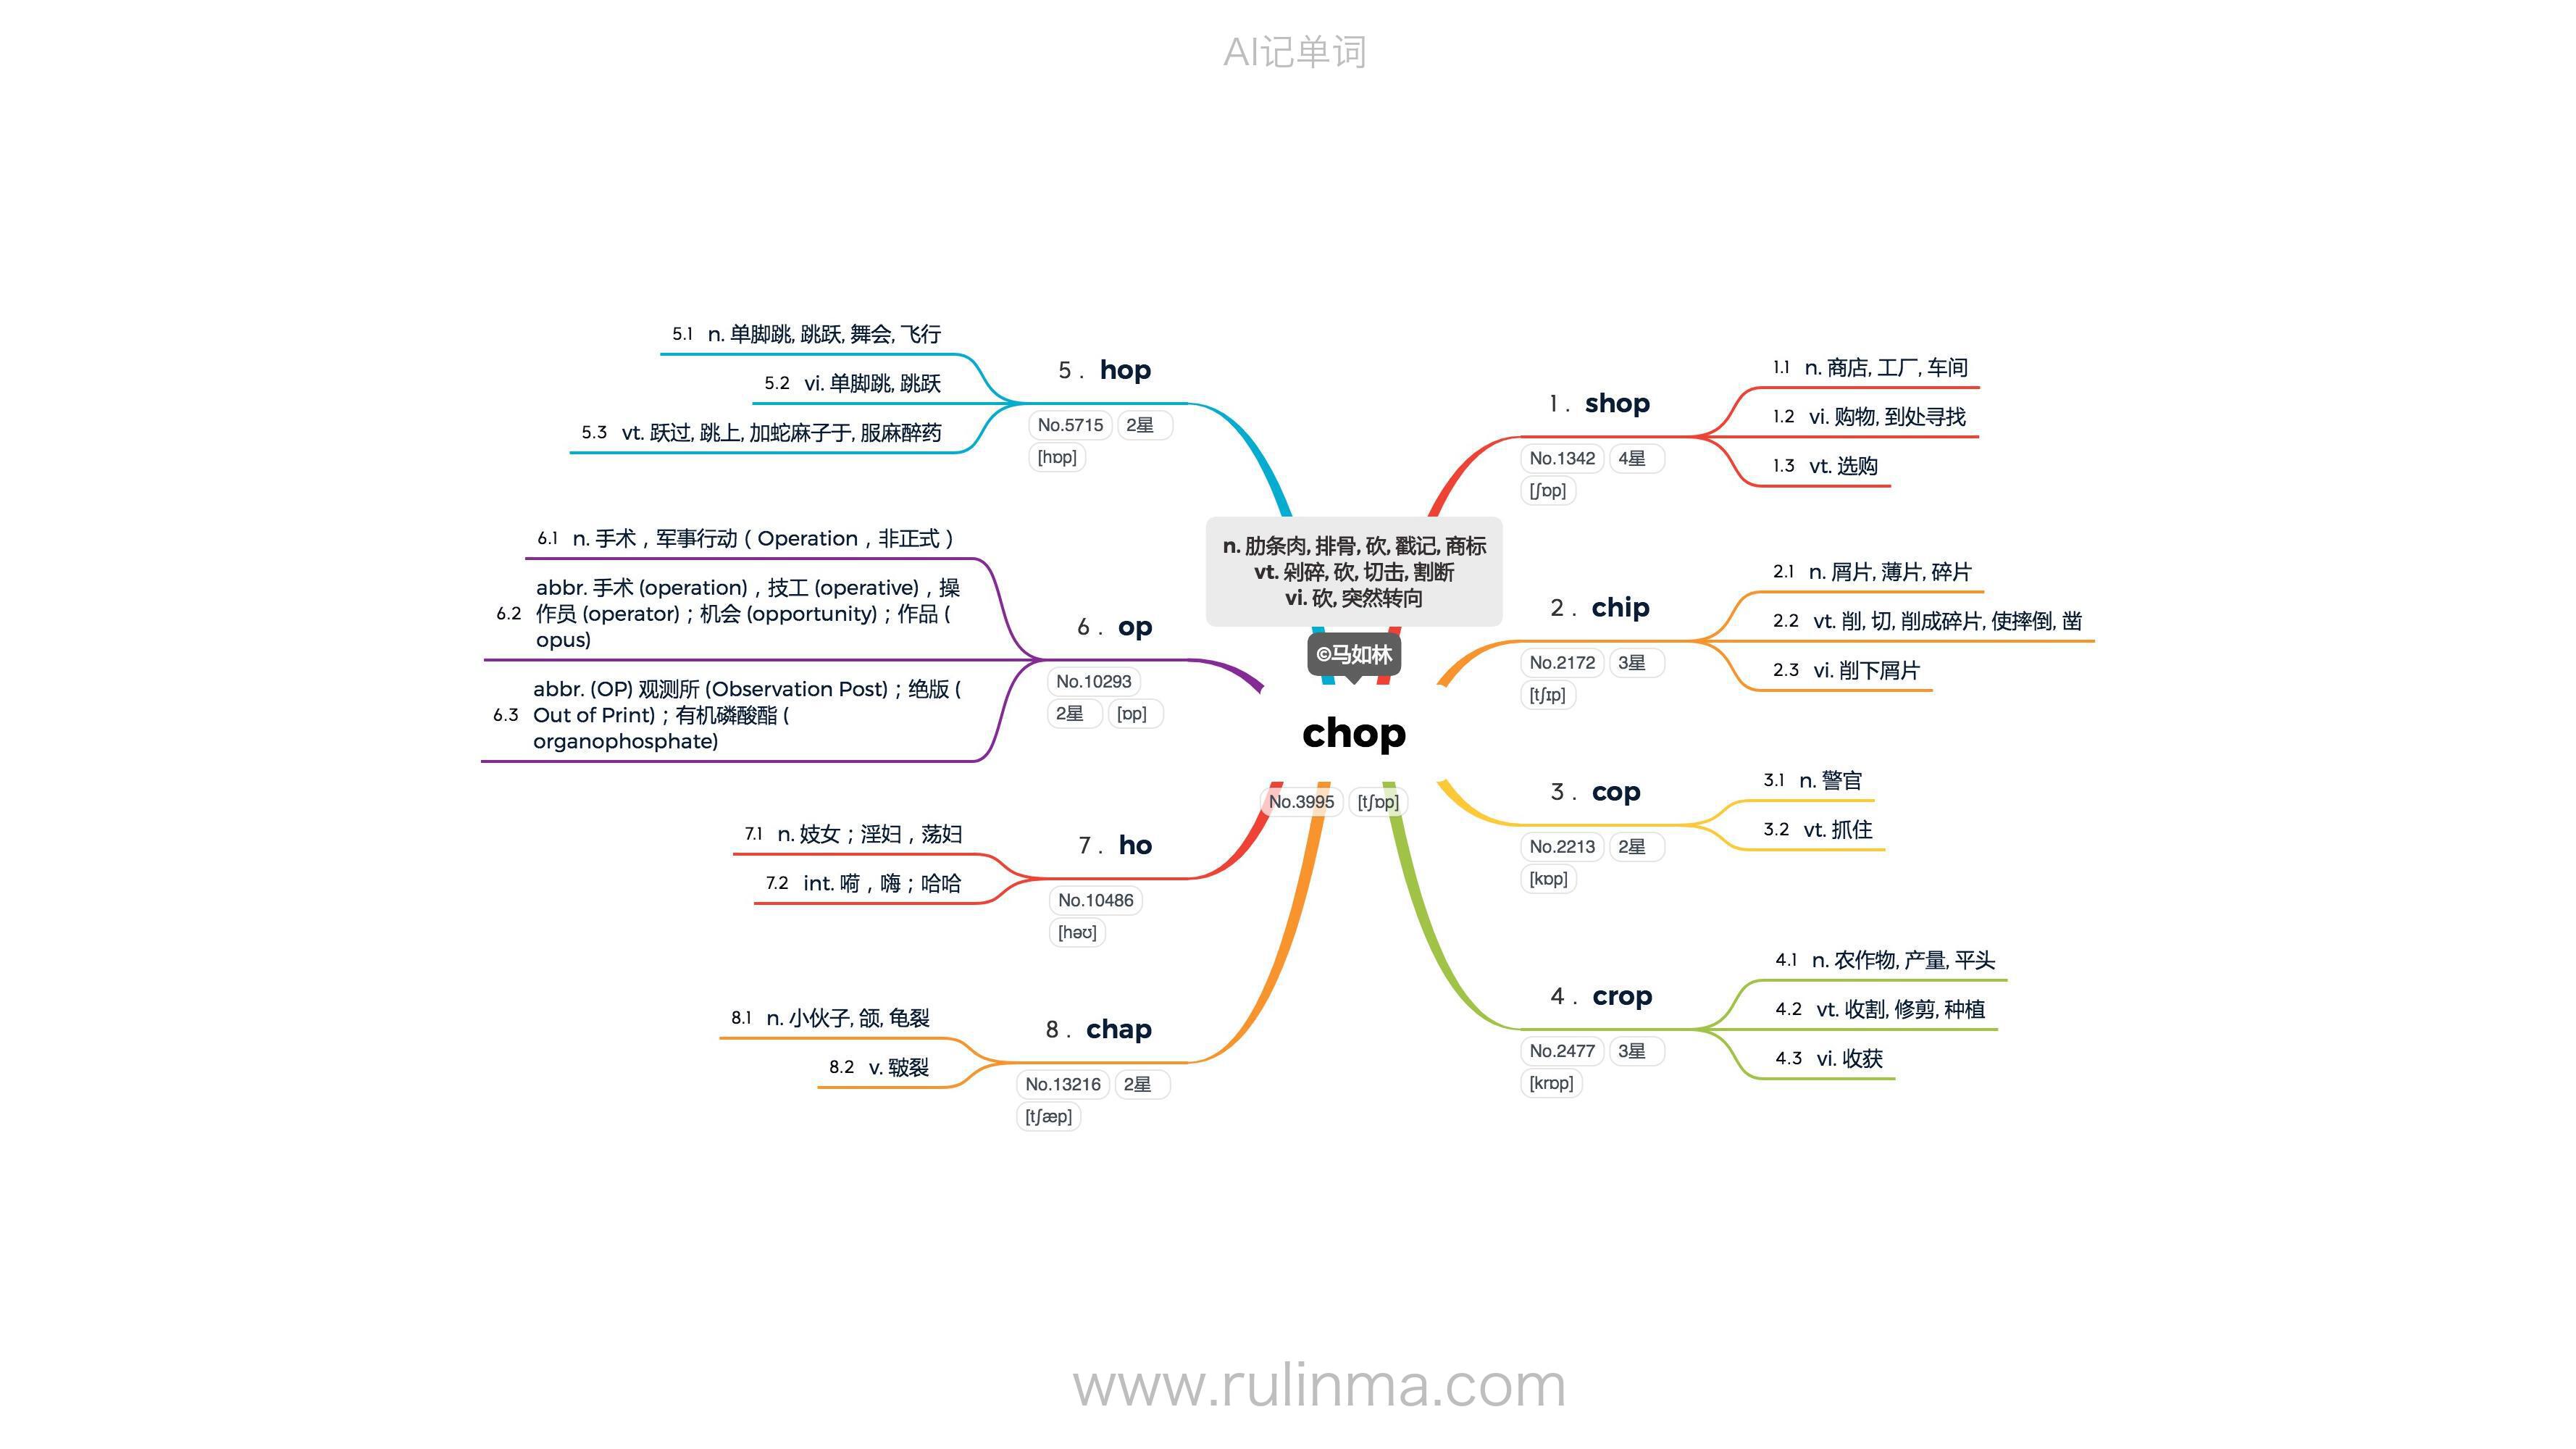 AI记单词
n. 肋条肉, 排骨, 砍, 戳记, 商标
vt. 剁碎, 砍, 切击, 割断
vi. 砍, 突然转向
©马如林
chop
No.3995 [tʃɒp]
1. shop
No.1342 4星
[ʃɒp]
1.1 n. 商店, 工厂, 车间
1.2 vi. 购物, 到处寻找
1.3 vt. 选购
2. chip
No.2172 3星
[tʃɪp]
2.1 n. 屑片, 薄片, 碎片
2.2 vt. 削, 切, 削成碎片, 使摔倒, 凿
2.3 vi. 削下屑片
3. cop
No.2213 2星
[kɒp]
3.1 n. 警官
3.2 vt. 抓住
4. crop
No.2477 3星
[krɒp]
4.1 n. 农作物, 产量, 平头
4.2 vt. 收割, 修剪, 种植
4.3 vi. 收获
5. hop
No.5715 2星
[hɒp]
5.1 n. 单脚跳, 跳跃, 舞会, 飞行
5.2 vi. 单脚跳, 跳跃
5.3 vt. 跃过, 跳上, 加蛇麻子于, 服麻醉药
6. op
No.10293
2星 [ɒp]
6.1 n. 手术，军事行动（Operation，非正式）
6.2 abbr. 手术 (operation)，技工 (operative)，操
作员 (operator)；机会 (opportunity)；作品 (
opus)
6.3 abbr. (OP) 观测所 (Observation Post)；绝版 (
Out of Print)；有机磷酸酯 (
organophosphate)
7. ho
No.10486
[həʊ]
7.1 n. 妓女；淫妇，荡妇
7.2 int. 嗬，嗨；哈哈
8. chap
No.13216 2星
[tʃæp]
8.1 n. 小伙子, 颌, 龟裂
8.2 v. 皲裂
www.rulinma.com